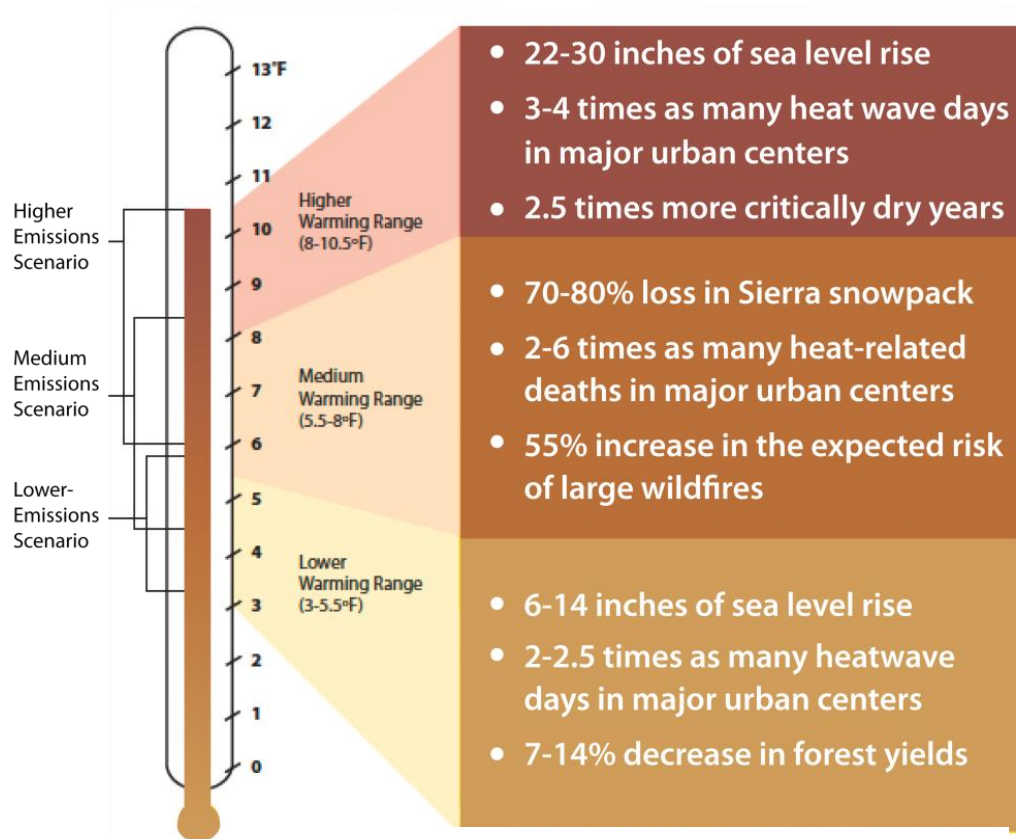 13°F
12
11
10
9
8
7
6
5
4
3
2
1
0
Higher
Emissions
Scenario
Medium
Emissions
Scenario
Lower-
Emissions
Scenario
Higher
Warming Range
(8-10.5ºF)
Medium
Warming Range
(5.5-8ºF)
Lower
Warming Range
(3-5.5ºF)
• 22-30 inches of sea level rise
• 3-4 times as many heat wave days
in major urban centers
• 2.5 times more critically dry years
• 70-80% loss in Sierra snowpack
• 2-6 times as many heat-related
deaths in major urban centers
• 55% increase in the expected risk
of large wildfires
• 6-14 inches of sea level rise
• 2-2.5 times as many heatwave
days in major urban centers
• 7-14% decrease in forest yields